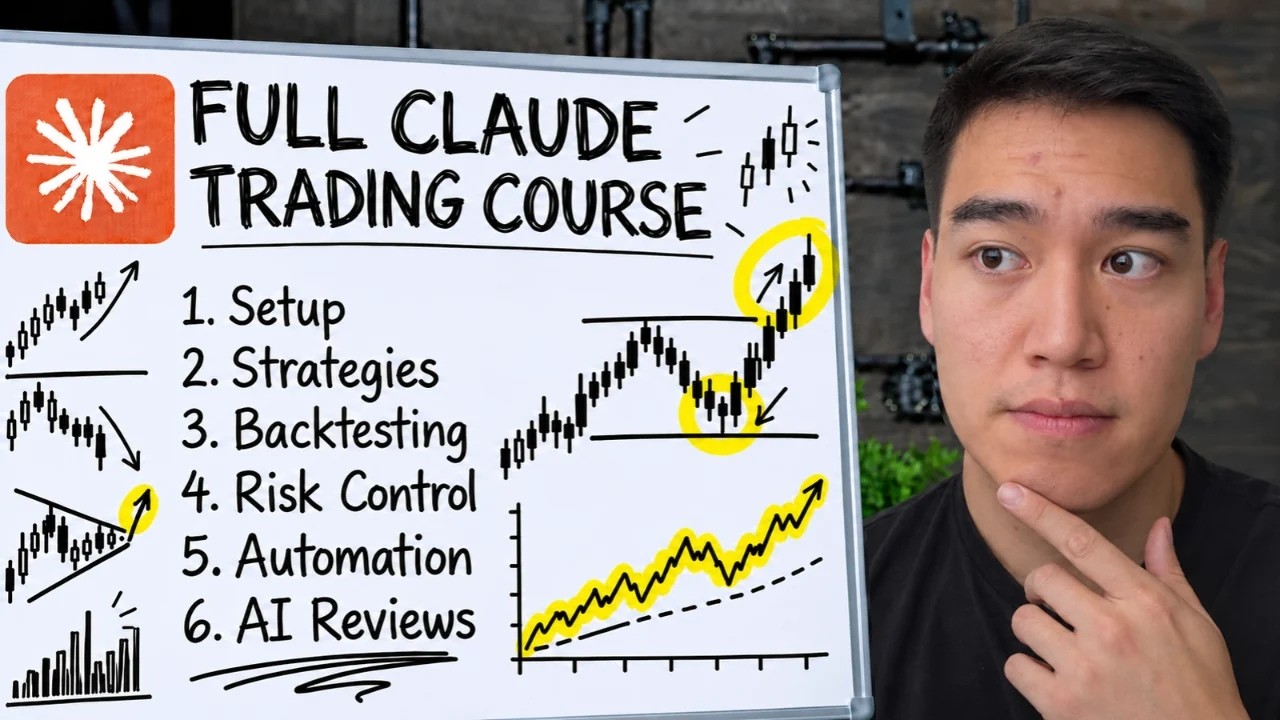 FULL CLAUDE
TRADING COURSE
1. Setup
2. Strategies
3. Backtesting
4. Risk Control
5. Automation
6. AI Reviews